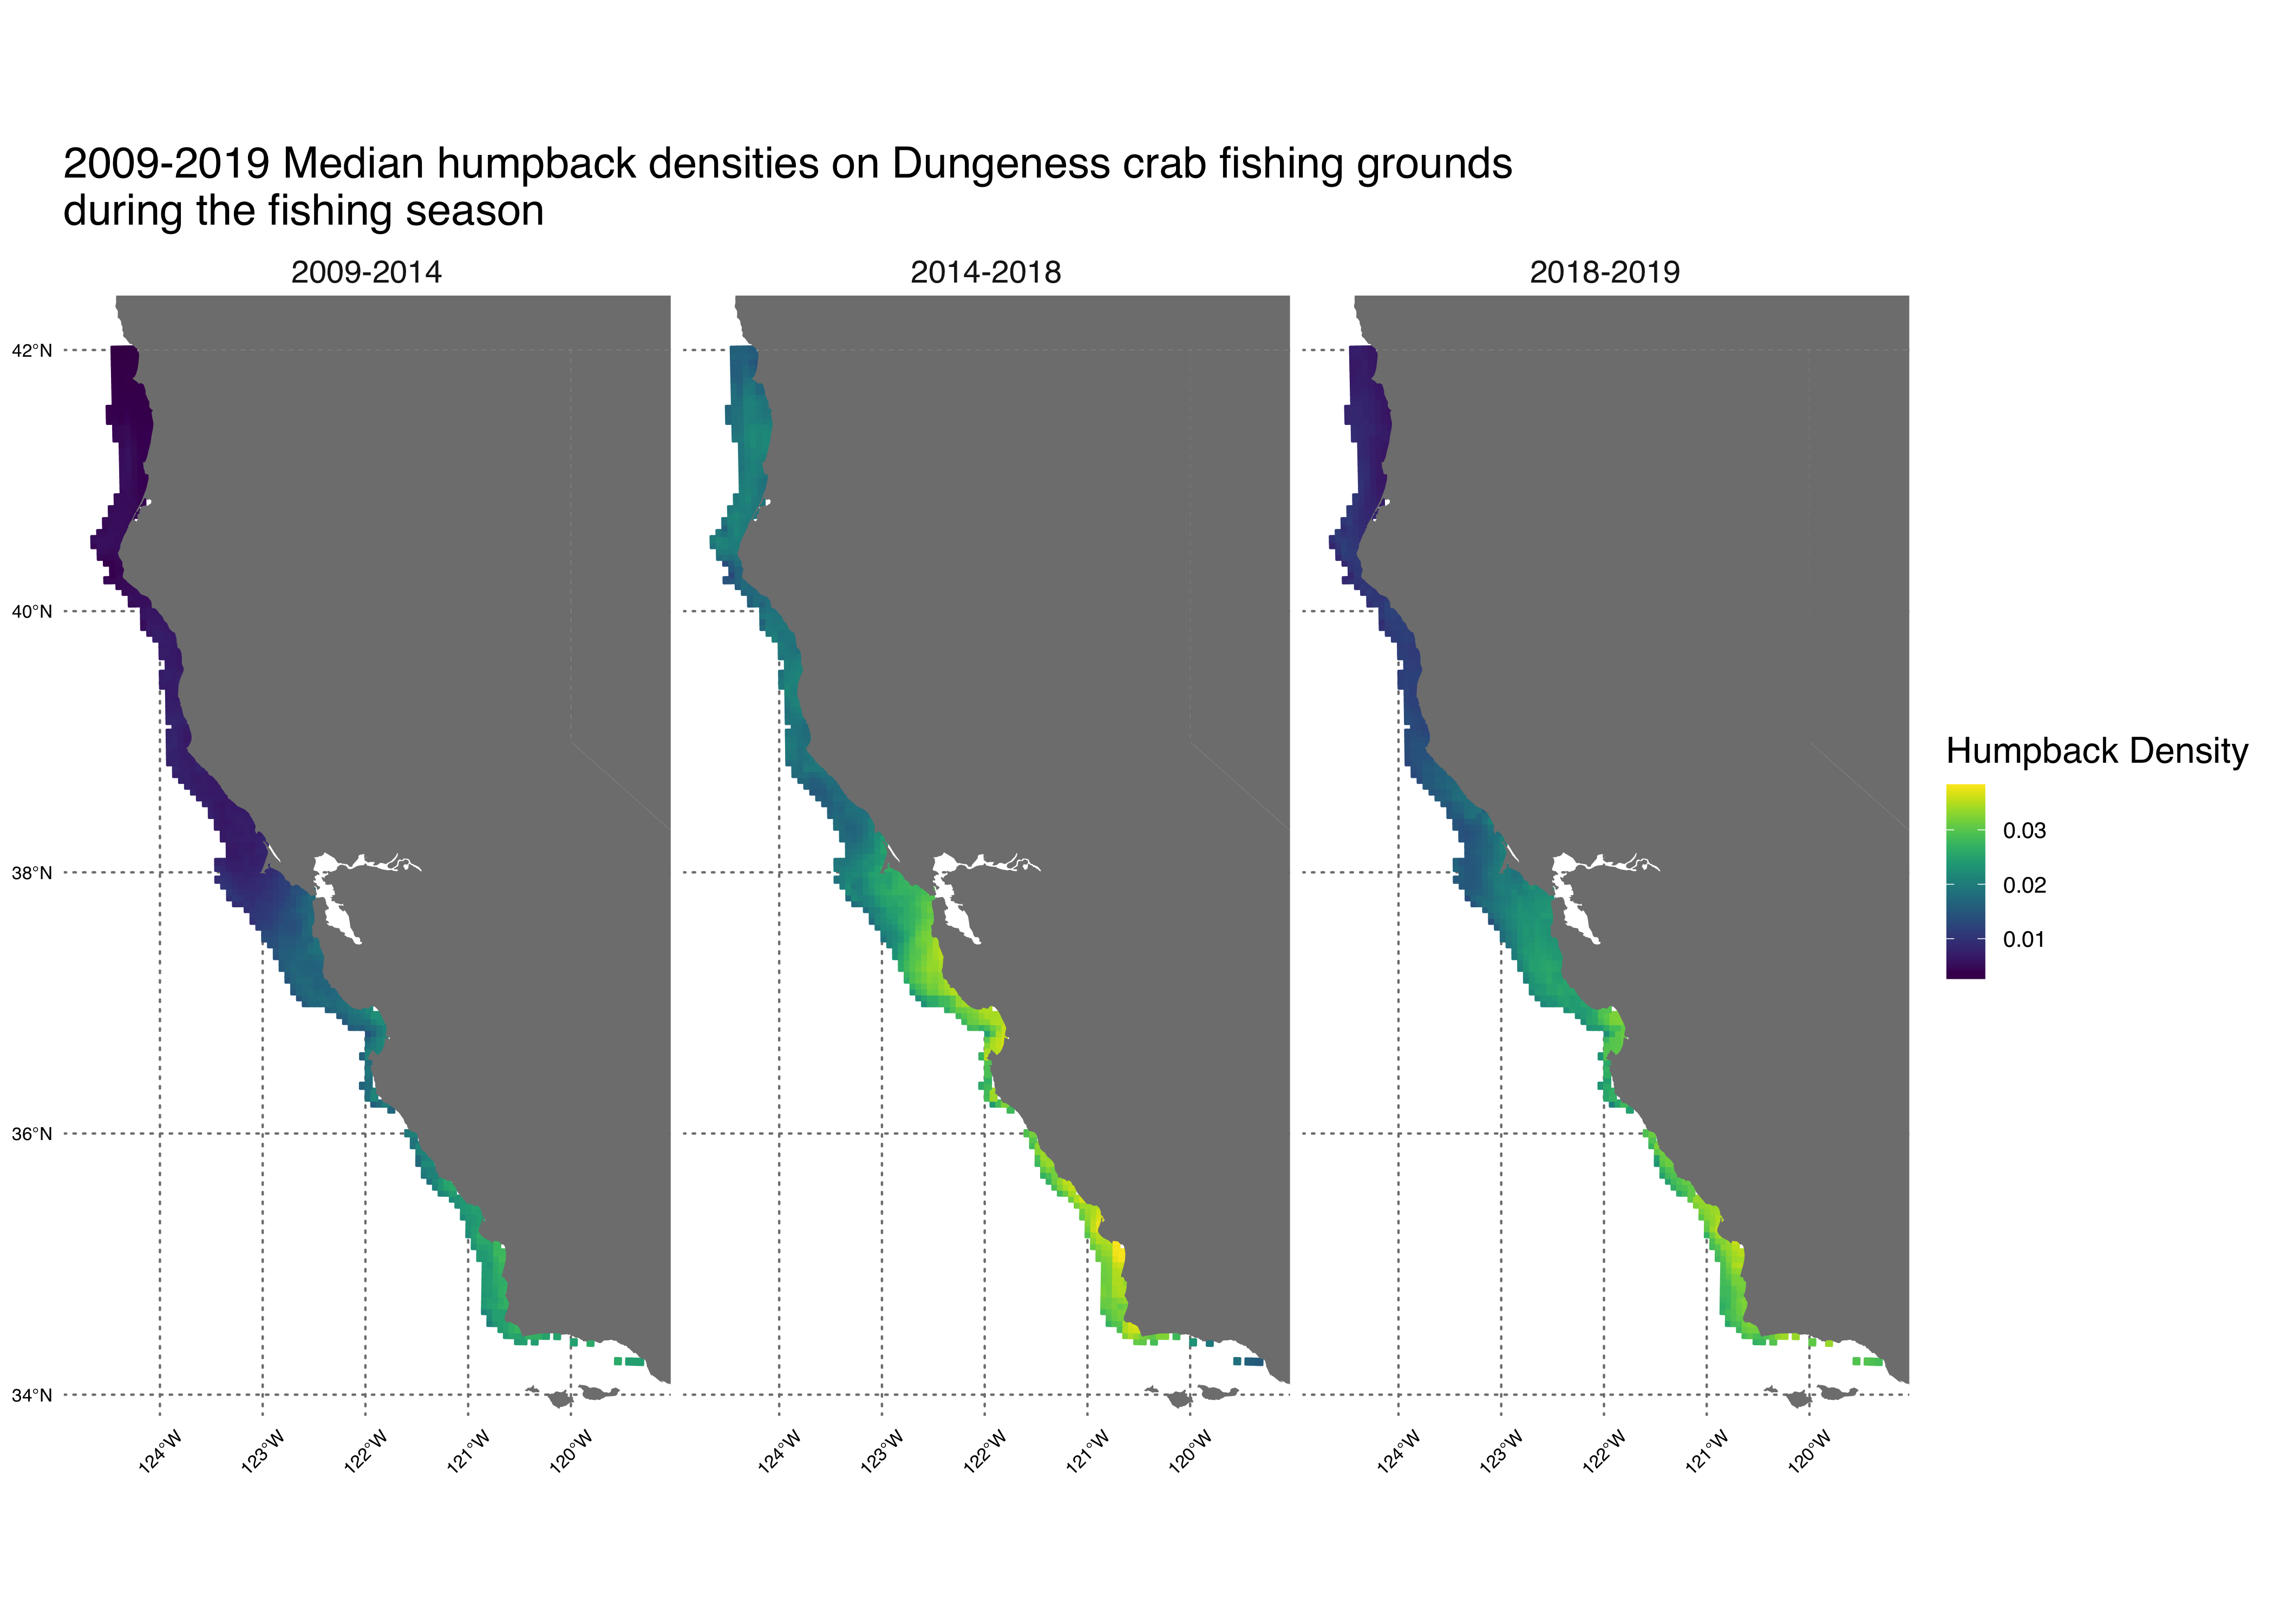 2009-2019 Median humpback densities on Dungeness crab fishing grounds
during the fishing season
2009-2014
2014-2018
2018-2019
42°N
40°N
38°N
36°N
34°N
124°W
123°W
122°W
121°W
120°W
124°W
123°W
122°W
121°W
120°W
124°W
123°W
122°W
121°W
120°W
Humpback Density
0.03
0.02
0.01